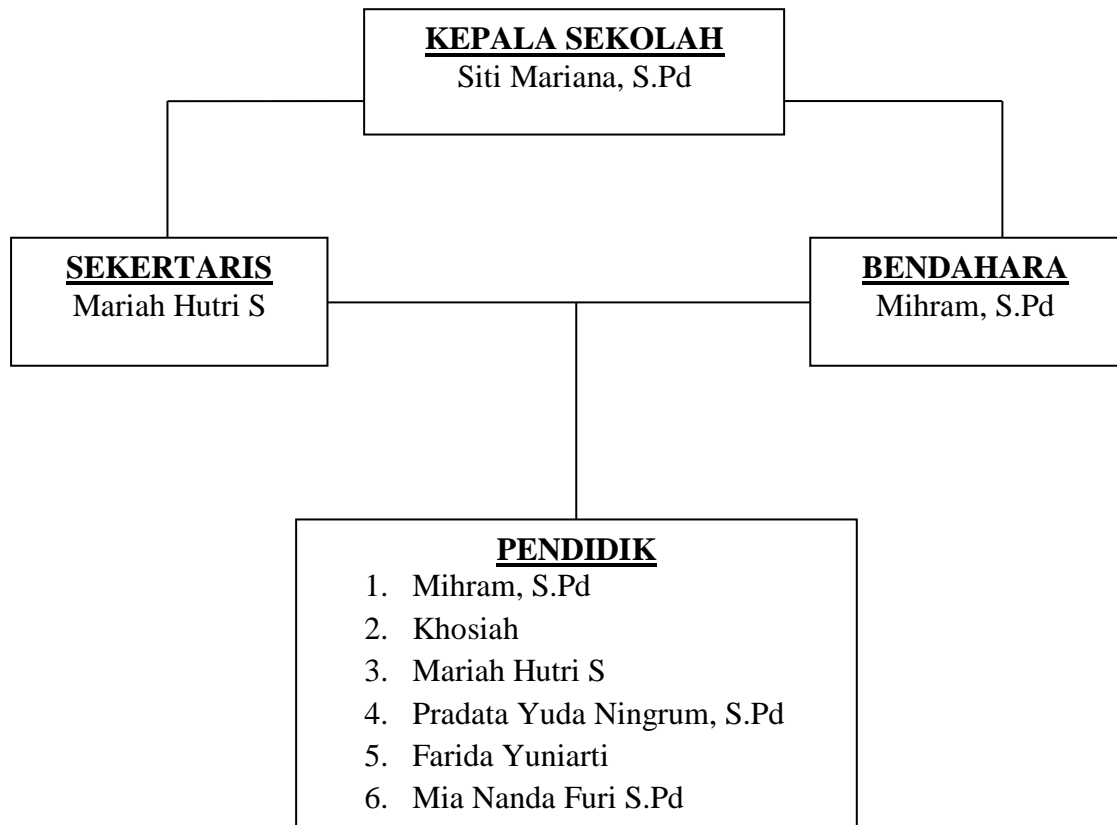 KEPALA SEKOLAH
Siti Mariana, S.Pd
SEKERTARIS
Mariah Hutri S
BENDAHARA
Mihram, S.Pd
PENDIDIK
1. Mihram, S.Pd
2. Khosiah
3. Mariah Hutri S
4. Pradata Yuda Ningrum, S.Pd
5. Farida Yuniarti
6. Mia Nanda Furi S.Pd